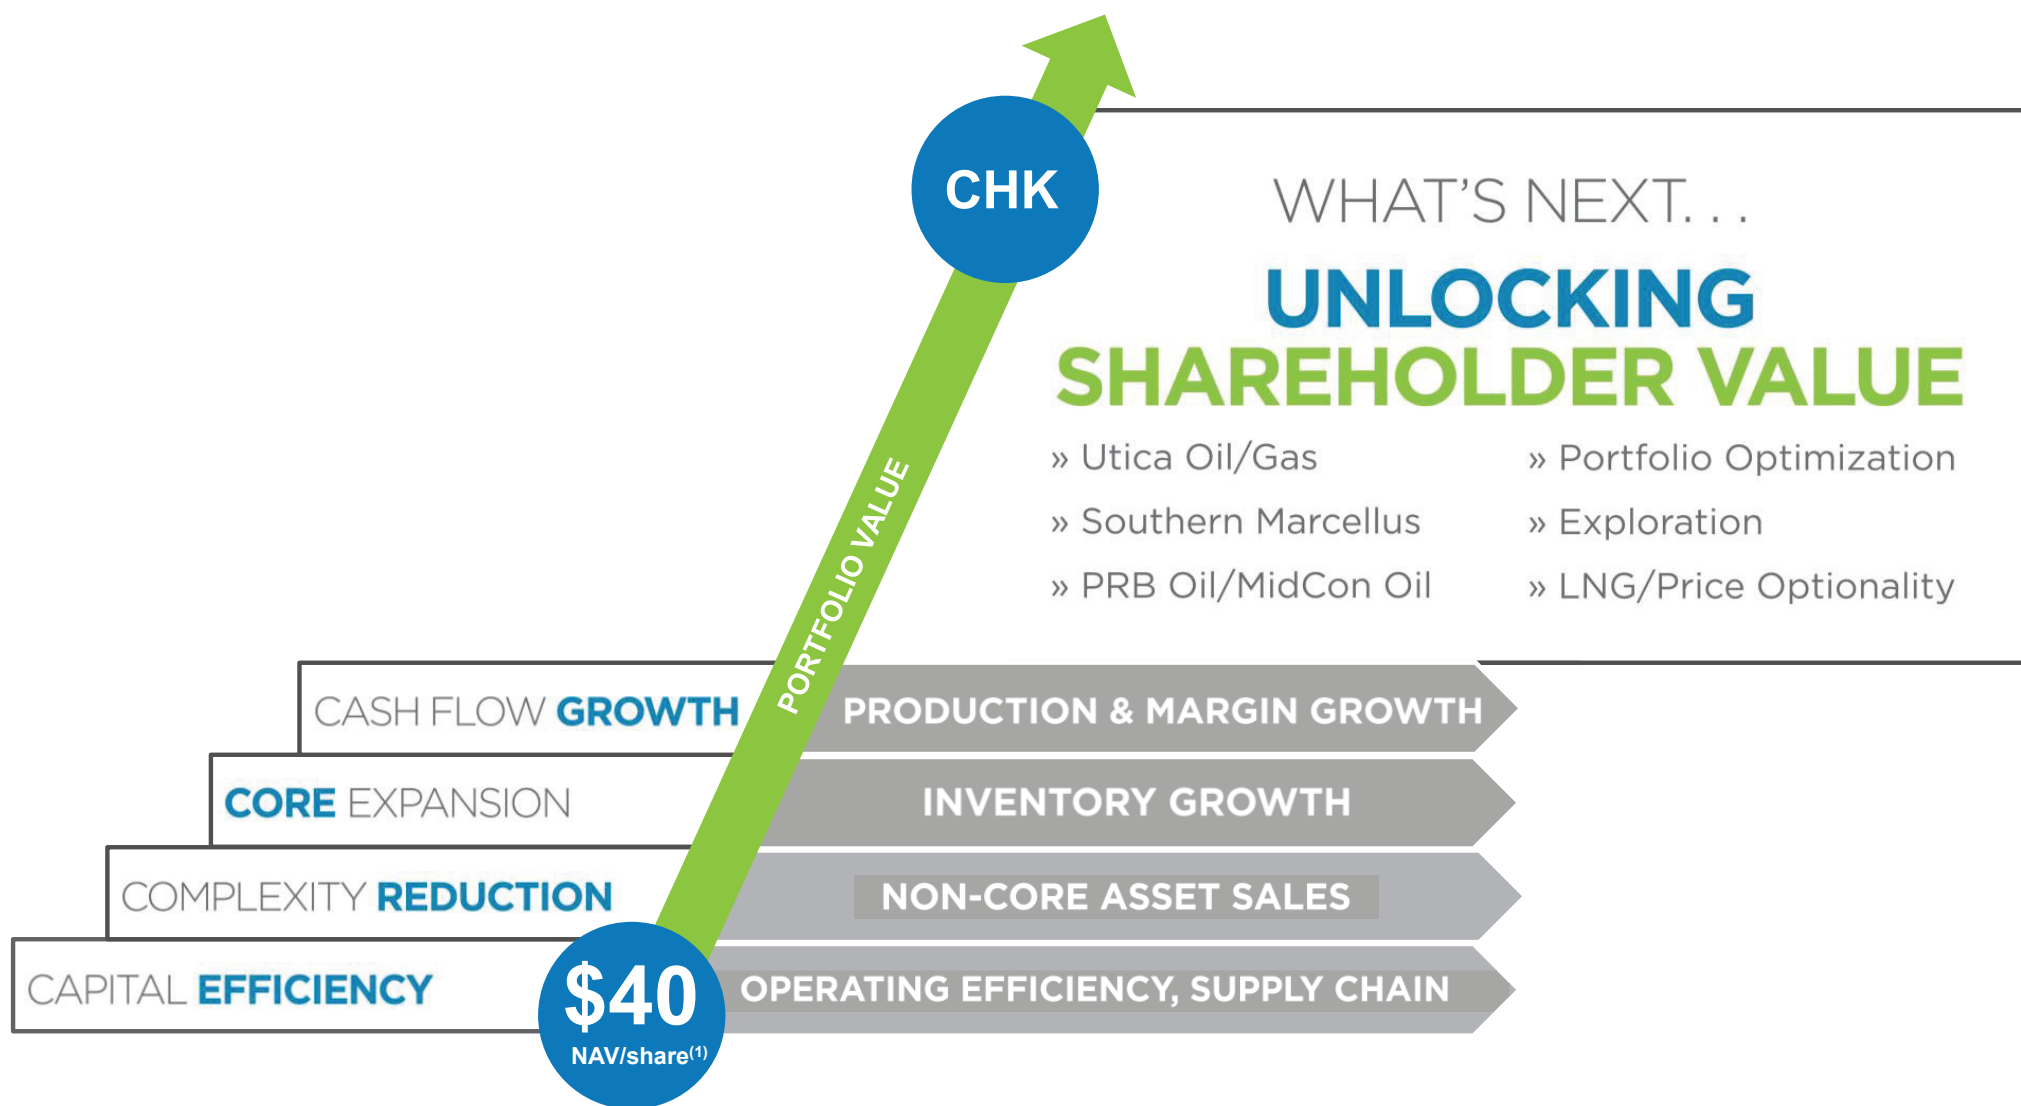 CHK
WHAT'S NEXT. . .
UNLOCKING
SHAREHOLDER VALUE
» Utica Oil/Gas
» Southern Marcellus
» PRB Oil/MidCon Oil
» Portfolio Optimization
» Exploration
» LNG/Price Optionality
PORTFOLIO VALUE
CASH FLOW GROWTH
PRODUCTION & MARGIN GROWTH
CORE EXPANSION
INVENTORY GROWTH
COMPLEXITY REDUCTION
NON-CORE ASSET SALES
CAPITAL EFFICIENCY
$40
NAV/share(1)
OPERATING EFFICIENCY, SUPPLY CHAIN